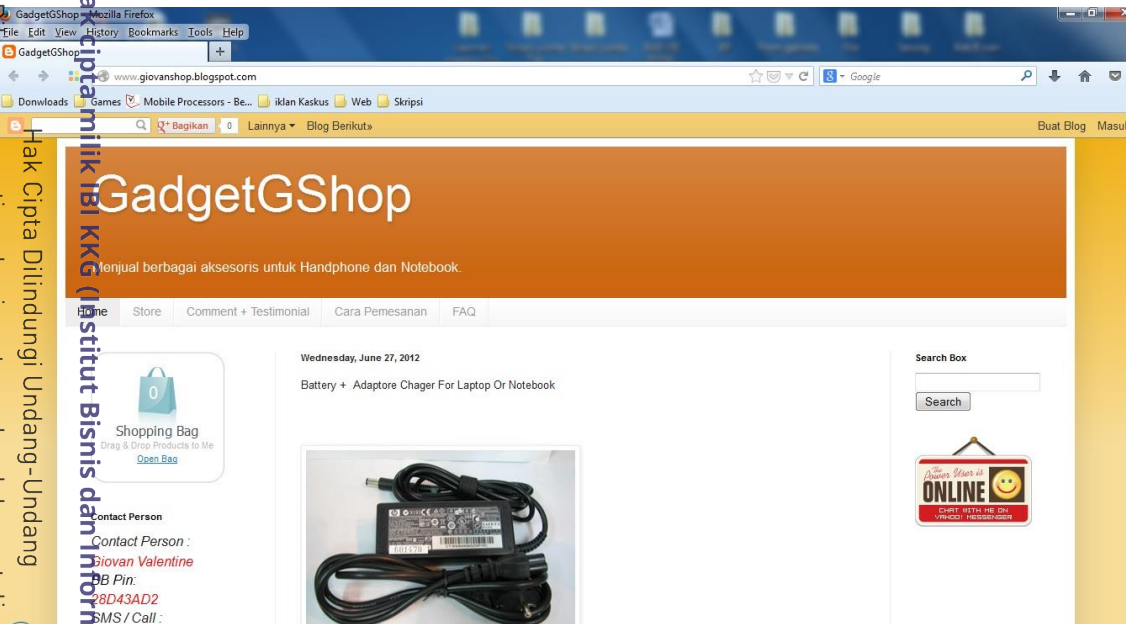 GadgetGShop - Mozilla Firefox
File Edit View History Bookmarks Tools Help
GadgetGShop
www.giovanshop.blogspot.com
Google
Donwloads Games Mobile Processors - Be... iklan Kaskus Web Skripsi
Bagikan 0 Lainnya Blog Berikut»
Buat Blog Masuk
GadgetGShop
Menjual berbagai aksesoris untuk Handphone dan Notebook.
Home Store Comment + Testimonial Cara Pemesanan FAQ
0
Shopping Bag
Drag & Drop Products to Me
Open Bag
Contact Person
Contact Person :
Giovan Valentine
BB Pin:
28D43AD2
SMS / Call :
Wednesday, June 27, 2012
Battery + Adaptore Chager For Laptop Or Notebook
Search Box
Search
The Power User is
ONLINE
CHAT WITH ME ON
YAHOO! MESSENGER
Hak Cipta Dilindungi Undang-Undang
ak cipta milik IBI KKG (Institut Bisnis dan Inform